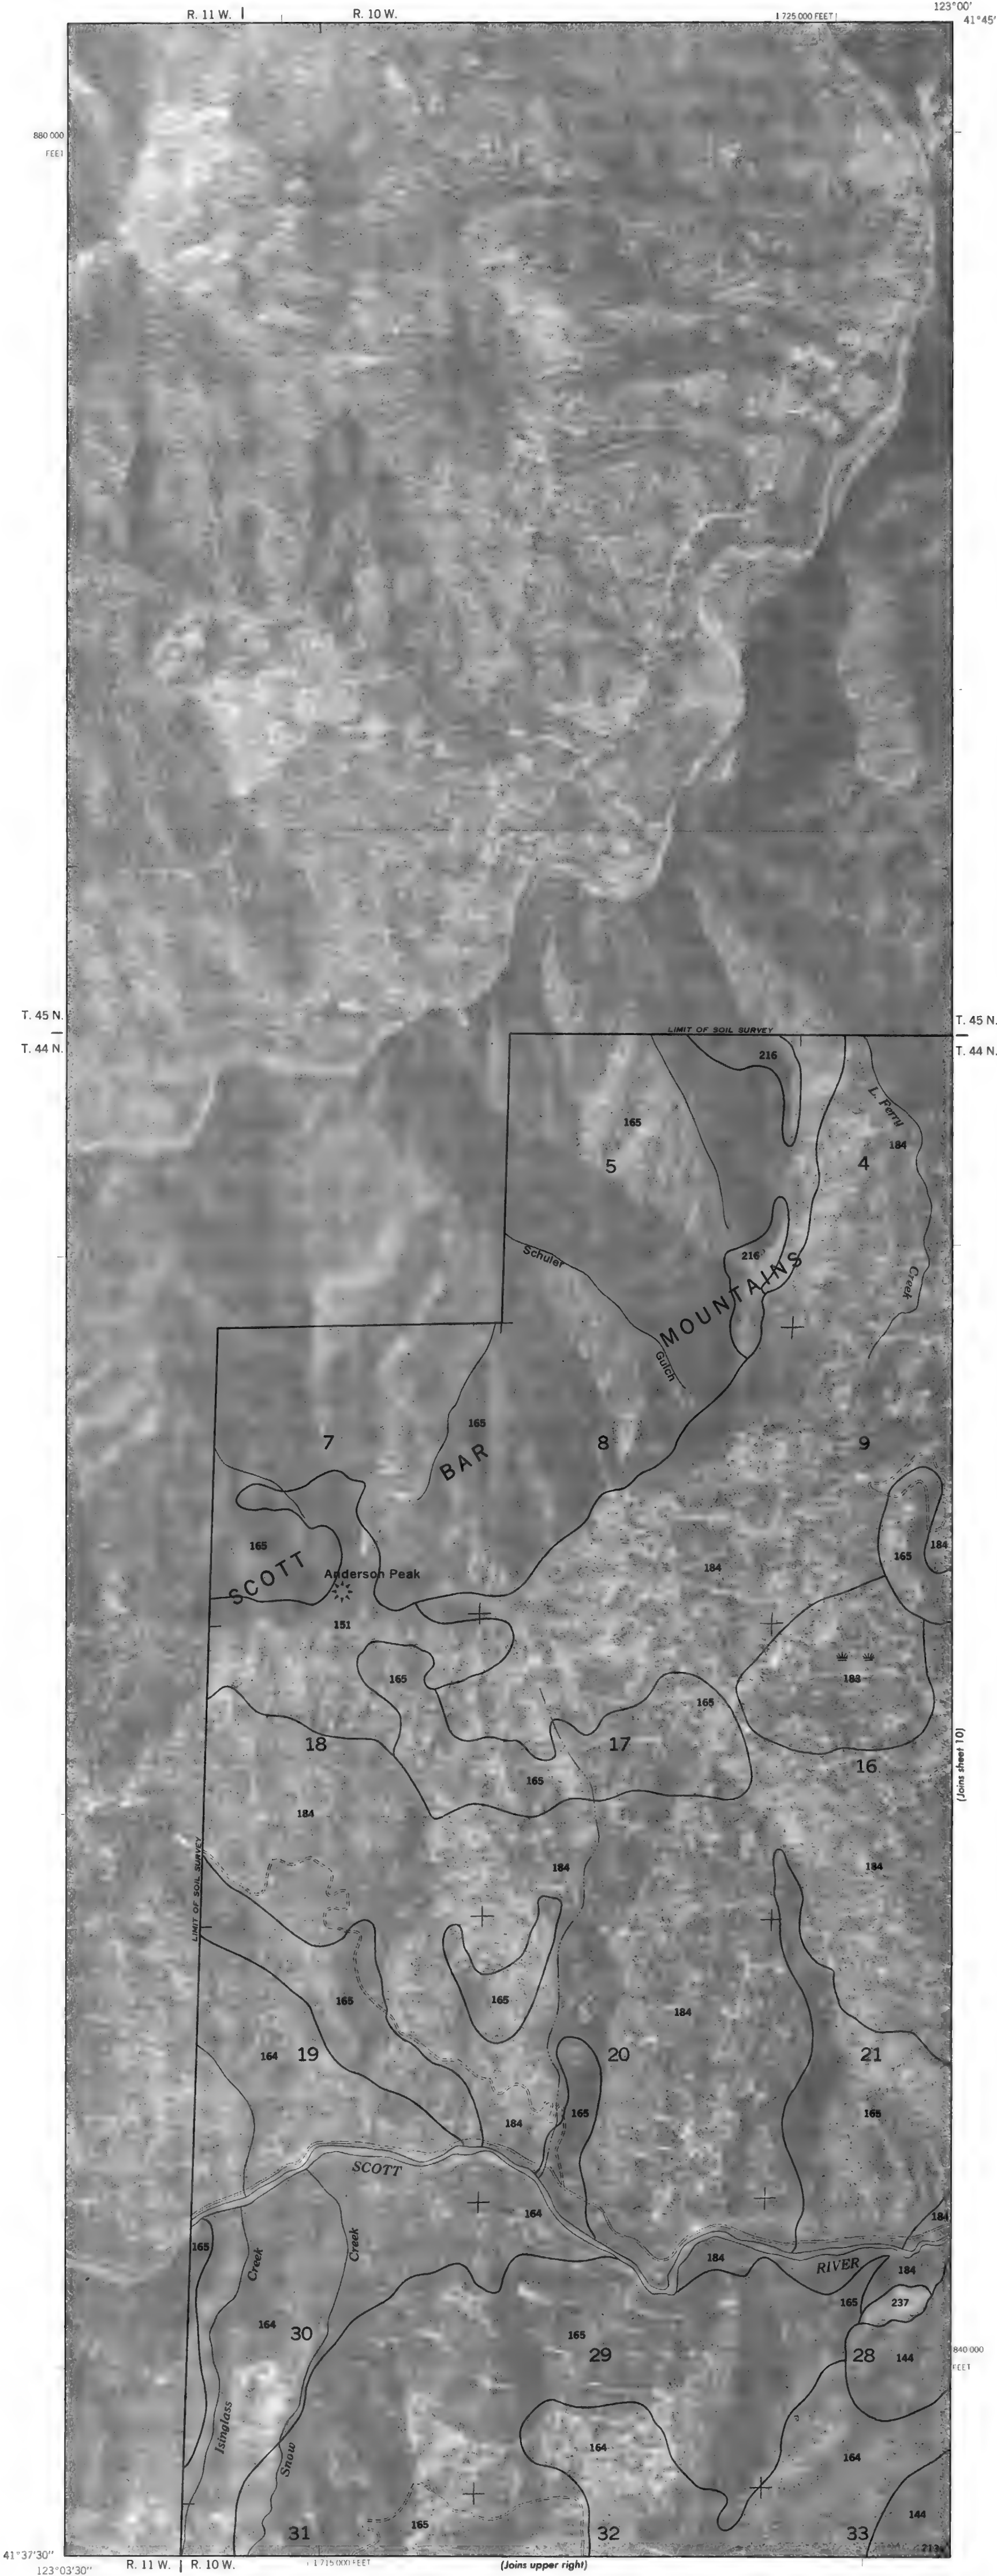 R. 11 W. | R. 10 W. 1 725 000 FEET 123°00'
41°45'
880 000
FEET
T. 45 N. T. 45 N.
T. 44 N. T. 44 N.
LIMIT OF SOIL SURVEY
216
L. Ferry
165
184
5
4
Schuler
216
MOUNTAINS
Creek
Gulch
165
7
8
9
BAR
165
184
165
SCOTT
Anderson Peak
184
151
165
183
165
18
17
16
165
(Joins sheet 10)
184
184
184
LIMIT OF SOIL SURVEY
165
165
184
164
19
20
21
165
165
184
SCOTT
164
184
165
Creek
Creek
184
RIVER
184
165
237
164
30
165
29
28
144
840 000
FEET
Isinglass
164
164
Snow
144
165
31
32
33
41°37'30"
123°03'30"
R. 11 W. | R. 10 W. 1 715 000 FEET (Joins upper right)